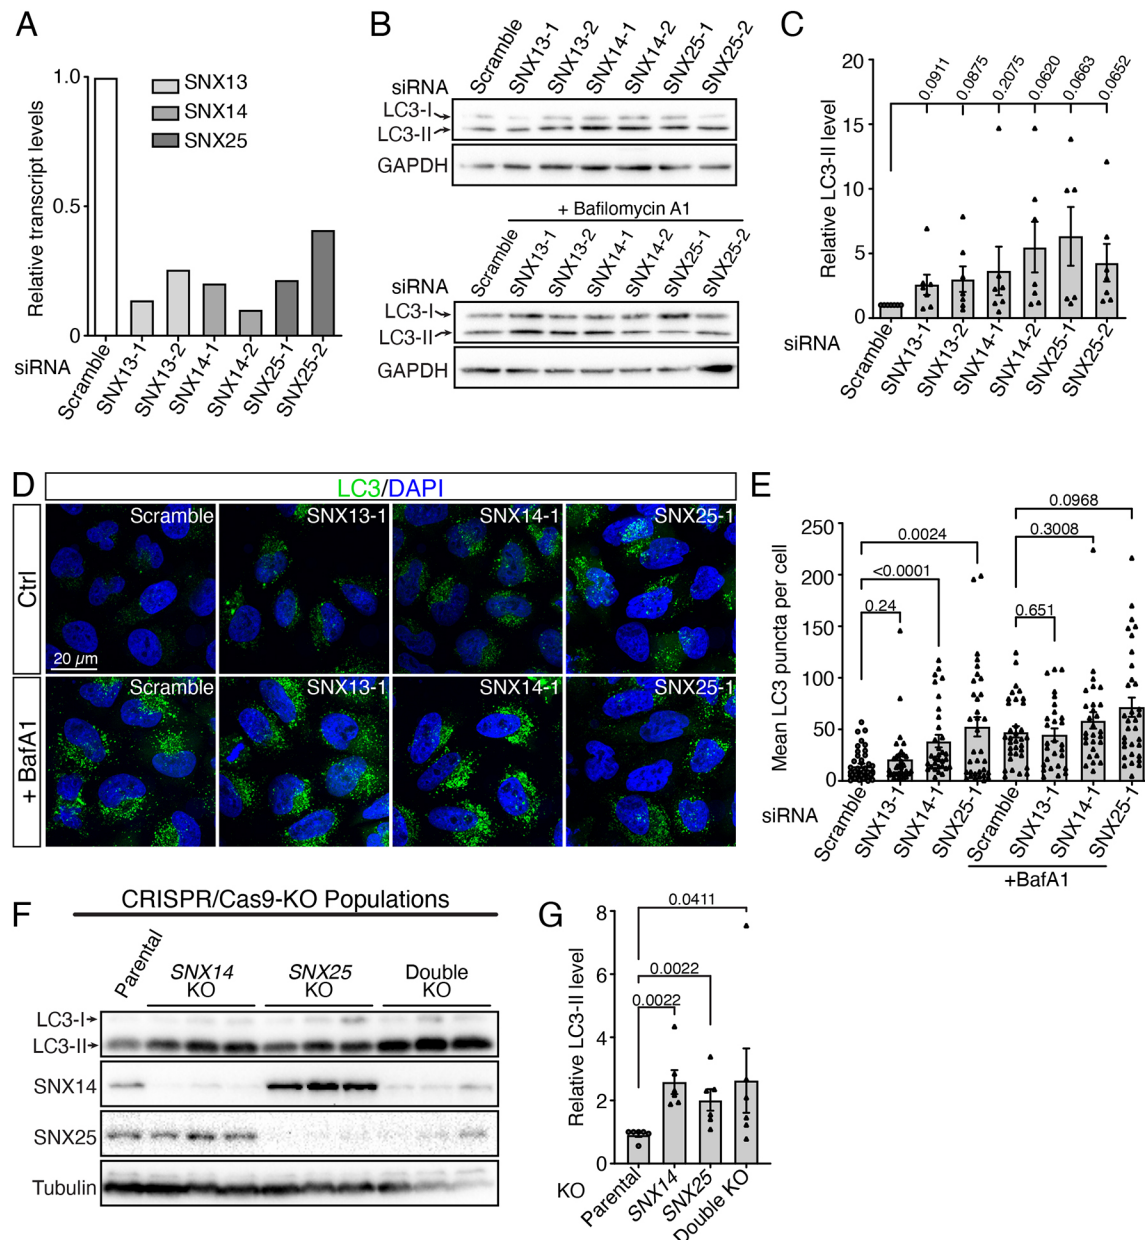 A
1.0
0.5
0
Relative transcript levels
SNX13
SNX14
SNX25
siRNA
Scramble
SNX13-1
SNX13-2
SNX14-1
SNX14-2
SNX25-1
SNX25-2
B
Scramble
SNX13-1
SNX13-2
SNX14-1
SNX14-2
SNX25-1
SNX25-2
siRNA
LC3-I
LC3-II
GAPDH
+ Bafilomycin A1
Scramble
SNX13-1
SNX13-2
SNX14-1
SNX14-2
SNX25-1
SNX25-2
siRNA
LC3-I
LC3-II
GAPDH
C
0.0911
0.0875
0.2075
0.0620
0.0663
0.0652
20
15
10
5
0
Relative LC3-II level
siRNA
Scramble
SNX13-1
SNX13-2
SNX14-1
SNX14-2
SNX25-1
SNX25-2
D
LC3/DAPI
Ctrl
Scramble
SNX13-1
SNX14-1
SNX25-1
20 µm
+ BafA1
Scramble
SNX13-1
SNX14-1
SNX25-1
E
0.0968
0.3008
0.0024
<0.0001
0.24
0.651
250
200
150
100
50
0
Mean LC3 puncta per cell
siRNA
Scramble
SNX13-1
SNX14-1
SNX25-1
Scramble
SNX13-1
SNX14-1
SNX25-1
+BafA1
F
CRISPR/Cas9-KO Populations
Parental
SNX14
KO
SNX25
KO
Double
KO
LC3-I
LC3-II
SNX14
SNX25
Tubulin
G
0.0411
0.0022
0.0022
8
6
4
2
0
Relative LC3-II level
KO
Parental
SNX14
SNX25
Double KO